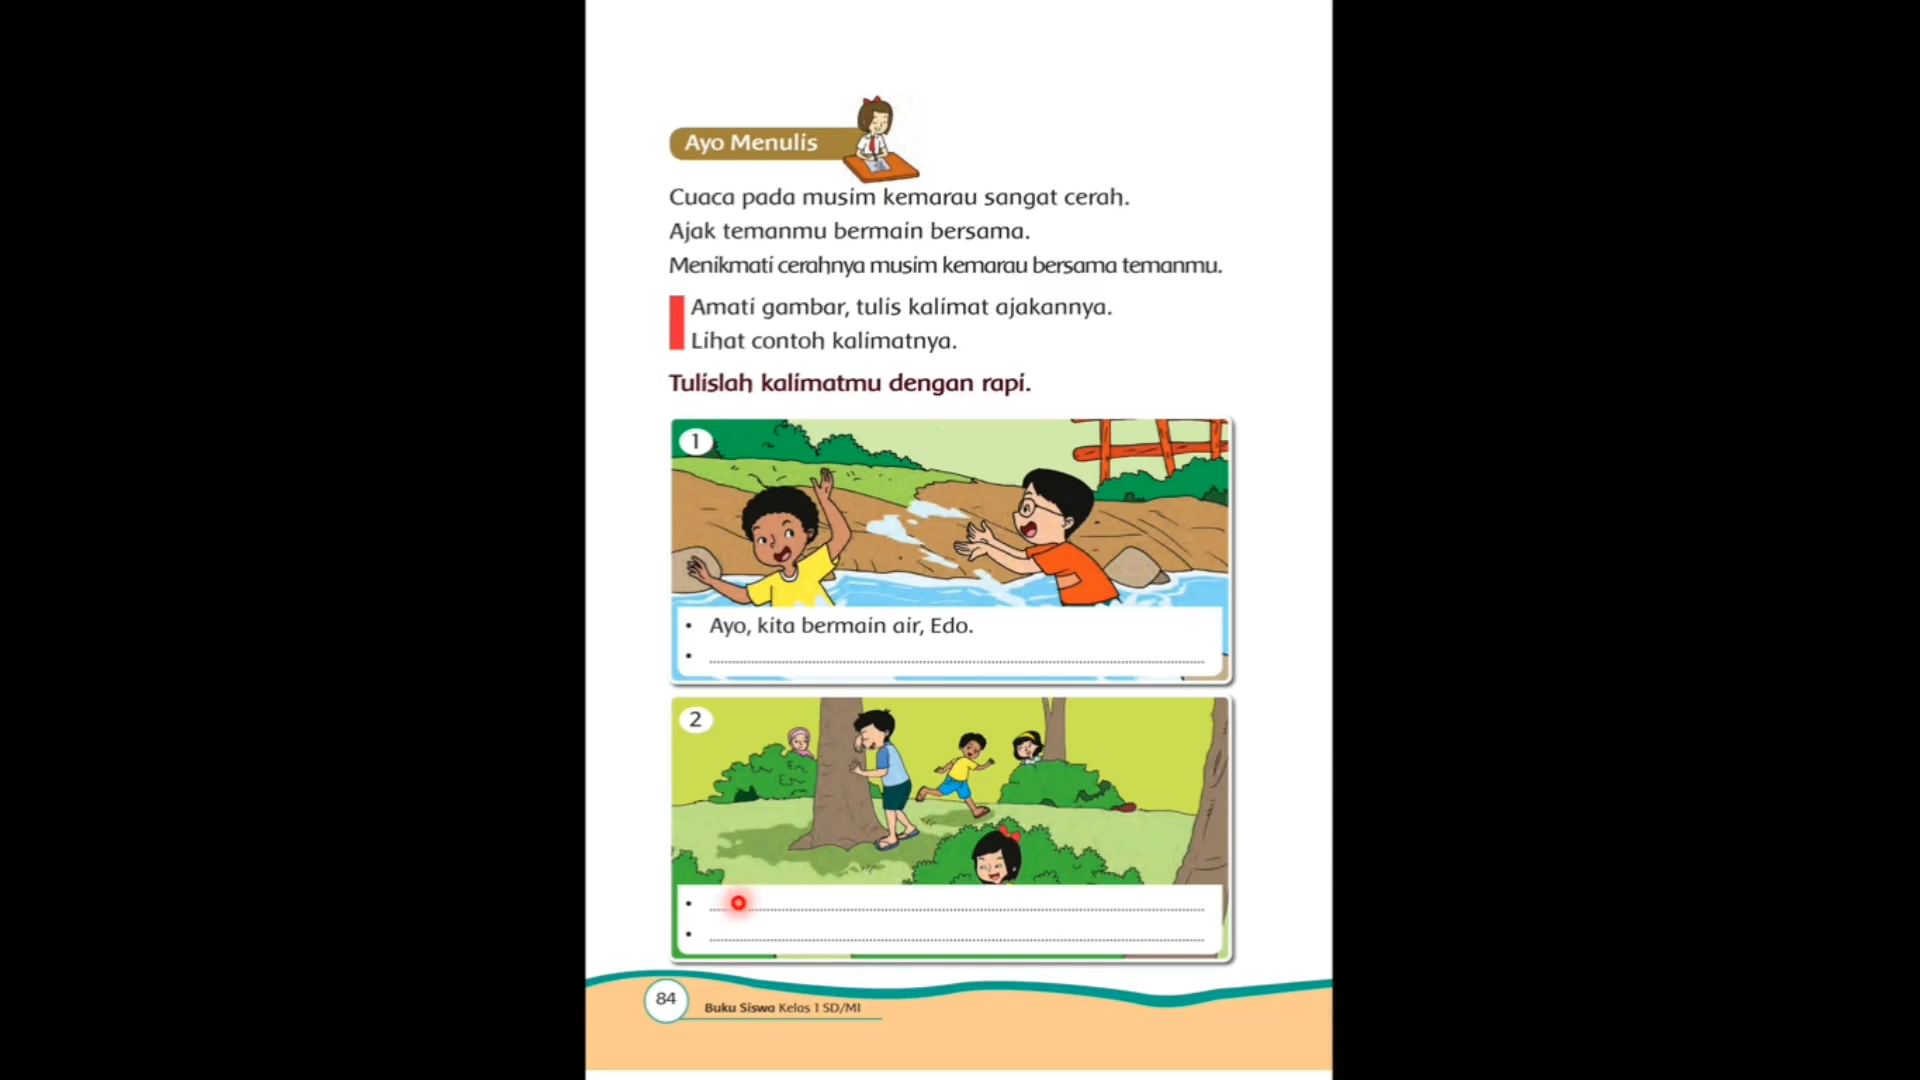 Ayo Menulis
Cuaca pada musim kemarau sangat cerah.
Ajak temanmu bermain bersama.
Menikmati cerahnya musim kemarau bersama temanmu.
Amati gambar, tulis kalimat ajakannya.
Lihat contoh kalimatnya.
Tulislah kalimatmu dengan rapi.
1
• Ayo, kita bermain air, Edo.
•
2
•
•
84
Buku Siswa Kelas 1 SD/MI